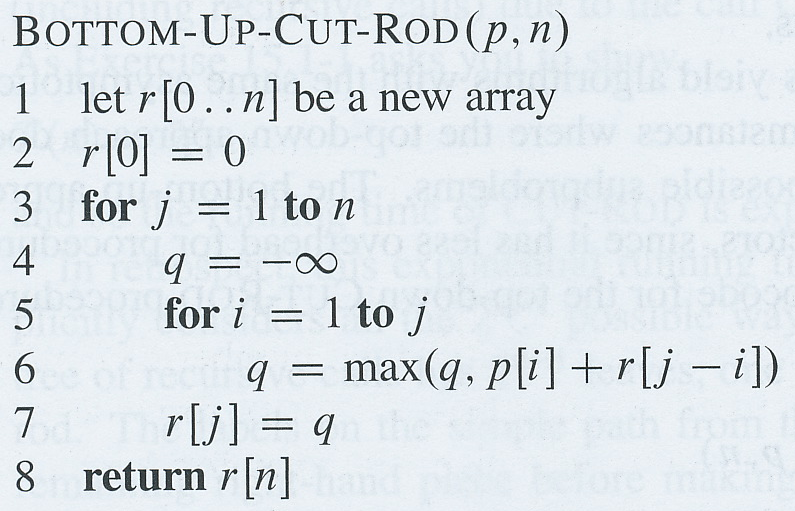 BOTTOM-UP-CUT-ROD(p, n)
1 let r[0..n] be a new array
2 r[0] = 0
3 for j = 1 to n
4 q = −∞
5 for i = 1 to j
6 q = max(q, p[i] + r[j − i])
7 r[j] = q
8 return r[n]